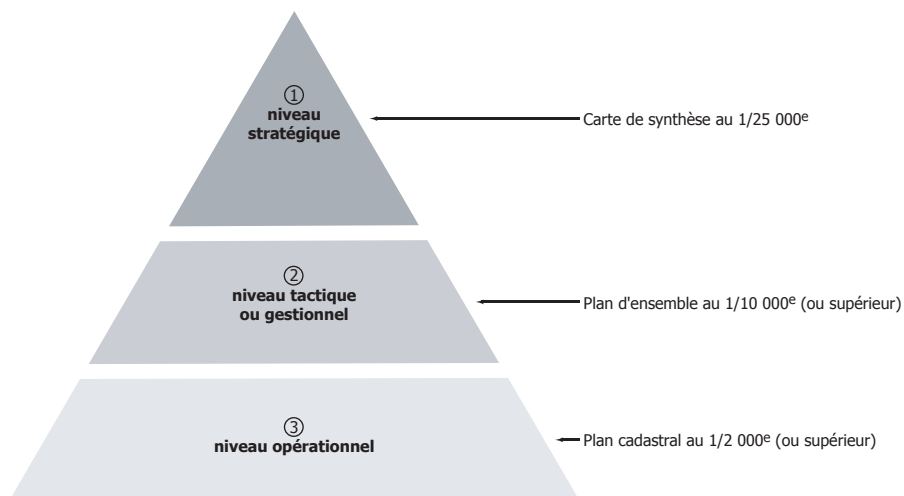 ①
niveau
stratégique
Carte de synthèse au 1/25 000e
②
niveau tactique
ou gestionnel
Plan d'ensemble au 1/10 000e (ou supérieur)
③
niveau opérationnel
Plan cadastral au 1/2 000e (ou supérieur)